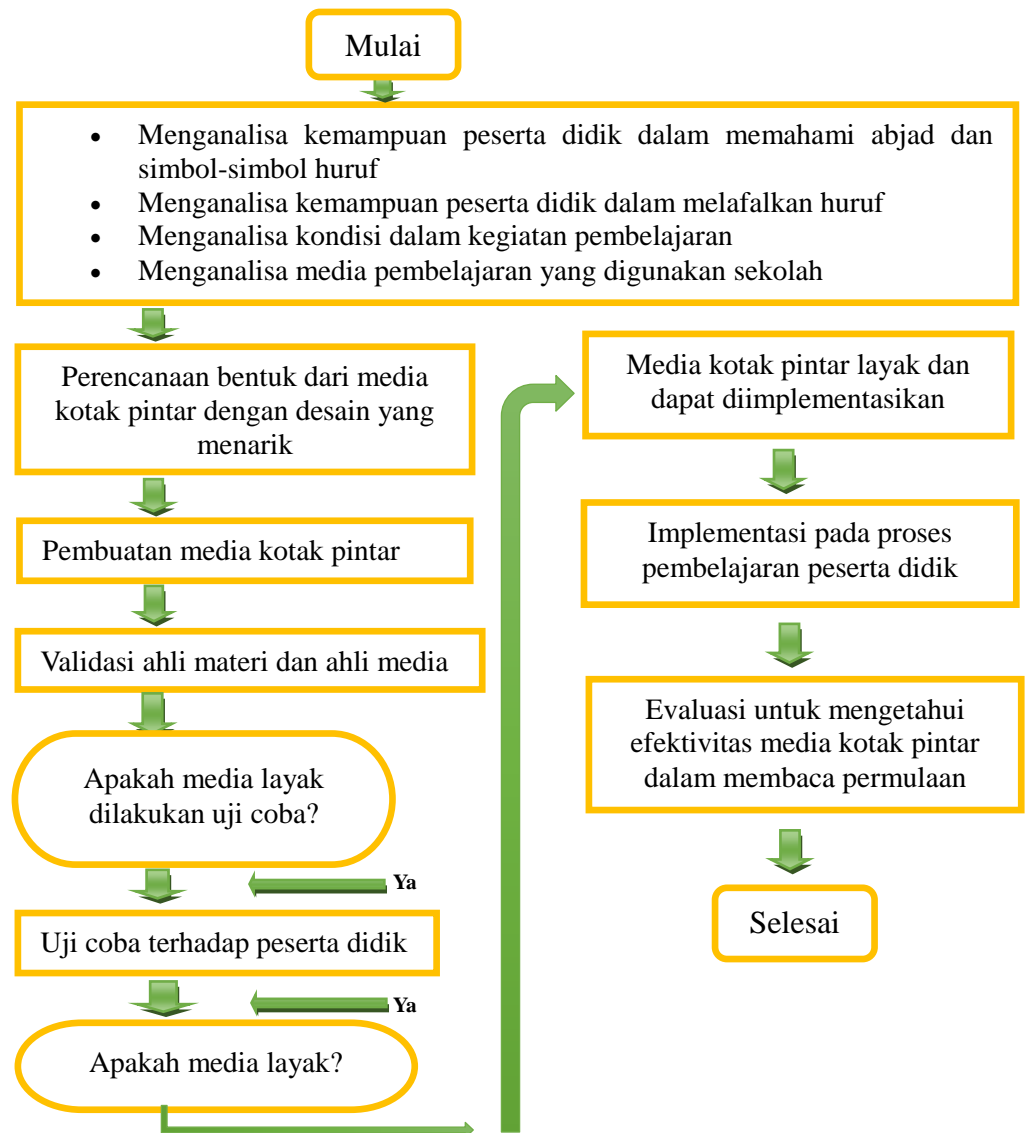 Mulai
• Menganalisa kemampuan peserta didik dalam memahami abjad dan
simbol-simbol huruf
• Menganalisa kemampuan peserta didik dalam melafalkan huruf
• Menganalisa kondisi dalam kegiatan pembelajaran
• Menganalisa media pembelajaran yang digunakan sekolah
Perencanaan bentuk dari media
kotak pintar dengan desain yang
menarik
Pembuatan media kotak pintar
Validasi ahli materi dan ahli media
Apakah media layak
dilakukan uji coba?
Ya
Uji coba terhadap peserta didik
Ya
Apakah media layak?
Media kotak pintar layak dan
dapat diimplementasikan
Implementasi pada proses
pembelajaran peserta didik
Evaluasi untuk mengetahui
efektivitas media kotak pintar
dalam membaca permulaan
Selesai